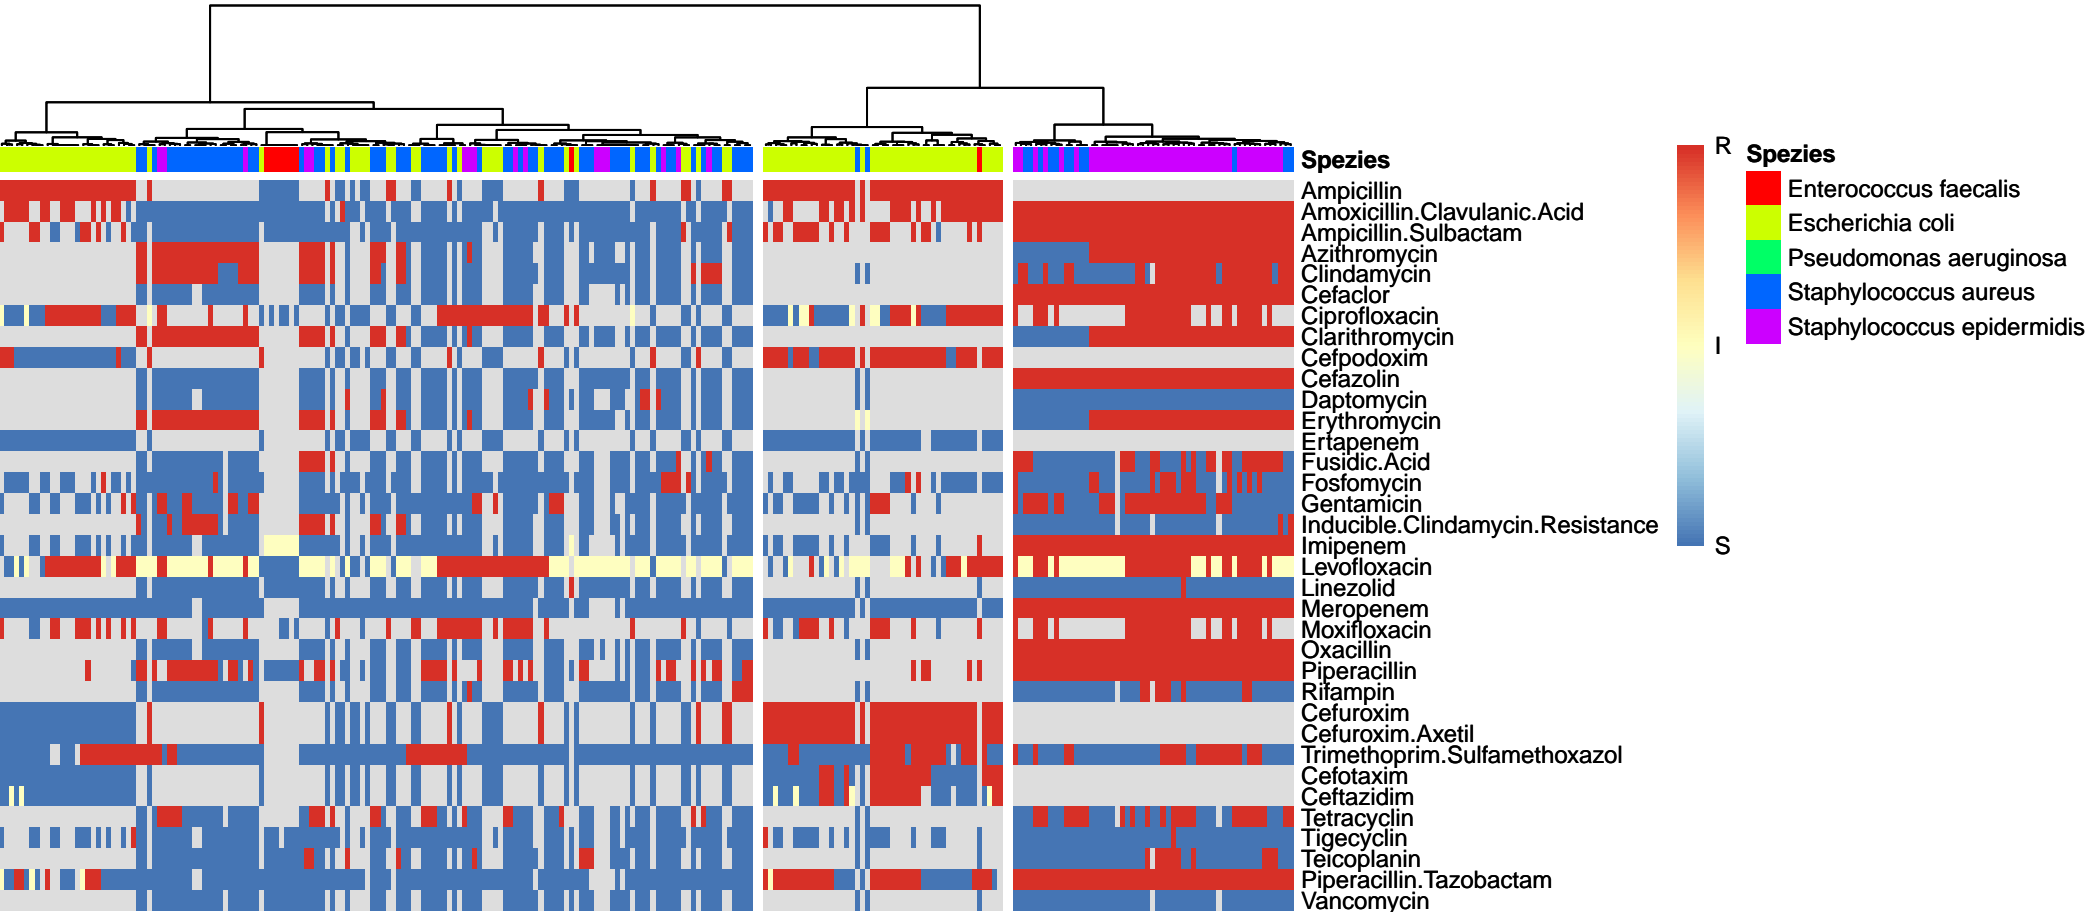 Spezies
Ampicillin
Amoxicillin.Clavulanic.Acid
Ampicillin.Sulbactam
Azithromycin
Clindamycin
Cefaclor
Ciprofloxacin
Clarithromycin
Cefpodoxim
Cefazolin
Daptomycin
Erythromycin
Ertapenem
Fusidic.Acid
Fosfomycin
Gentamicin
Inducible.Clindamycin.Resistance
Imipenem
Levofloxacin
Linezolid
Meropenem
Moxifloxacin
Oxacillin
Piperacillin
Rifampin
Cefuroxim
Cefuroxim.Axetil
Trimethoprim.Sulfamethoxazol
Cefotaxim
Ceftazidim
Tetracyclin
Tigecyclin
Teicoplanin
Piperacillin.Tazobactam
Vancomycin
R
I
S
Spezies
Enterococcus faecalis
Escherichia coli
Pseudomonas aeruginosa
Staphylococcus aureus
Staphylococcus epidermidis